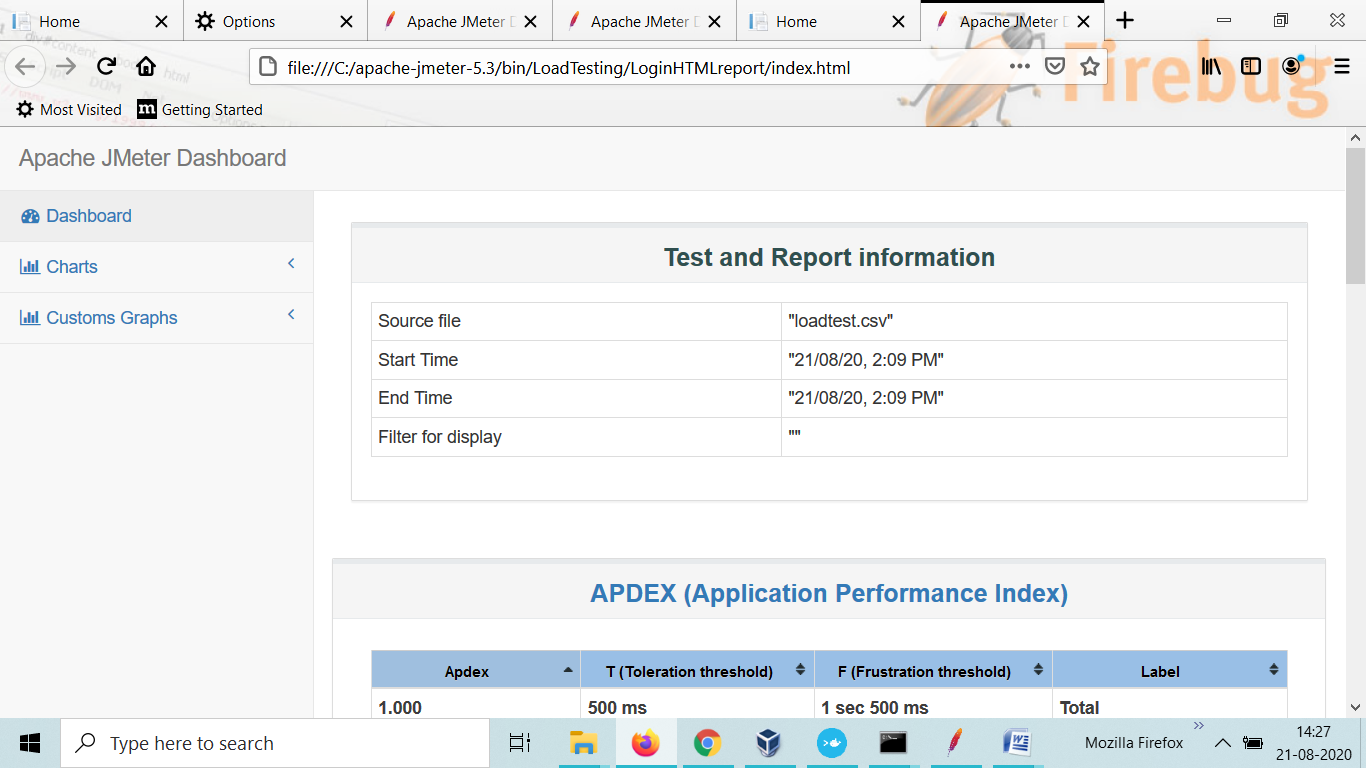 Home
Options
Apache JMeter D
Apache JMeter D
Home
Apache JMeter D
file:///C:/apache-jmeter-5.3/bin/LoadTesting/LoginHTMLreport/index.html
Firebug
Most Visited
m Getting Started
Apache JMeter Dashboard
Dashboard
Charts
Customs Graphs
Test and Report information
Source file "loadtest.csv"
Start Time "21/08/20, 2:09 PM"
End Time "21/08/20, 2:09 PM"
Filter for display ""
APDEX (Application Performance Index)
Apdex T (Toleration threshold) F (Frustration threshold) Label
1.000 500 ms 1 sec 500 ms Total
Type here to search
Mozilla Firefox
14:27
21-08-2020